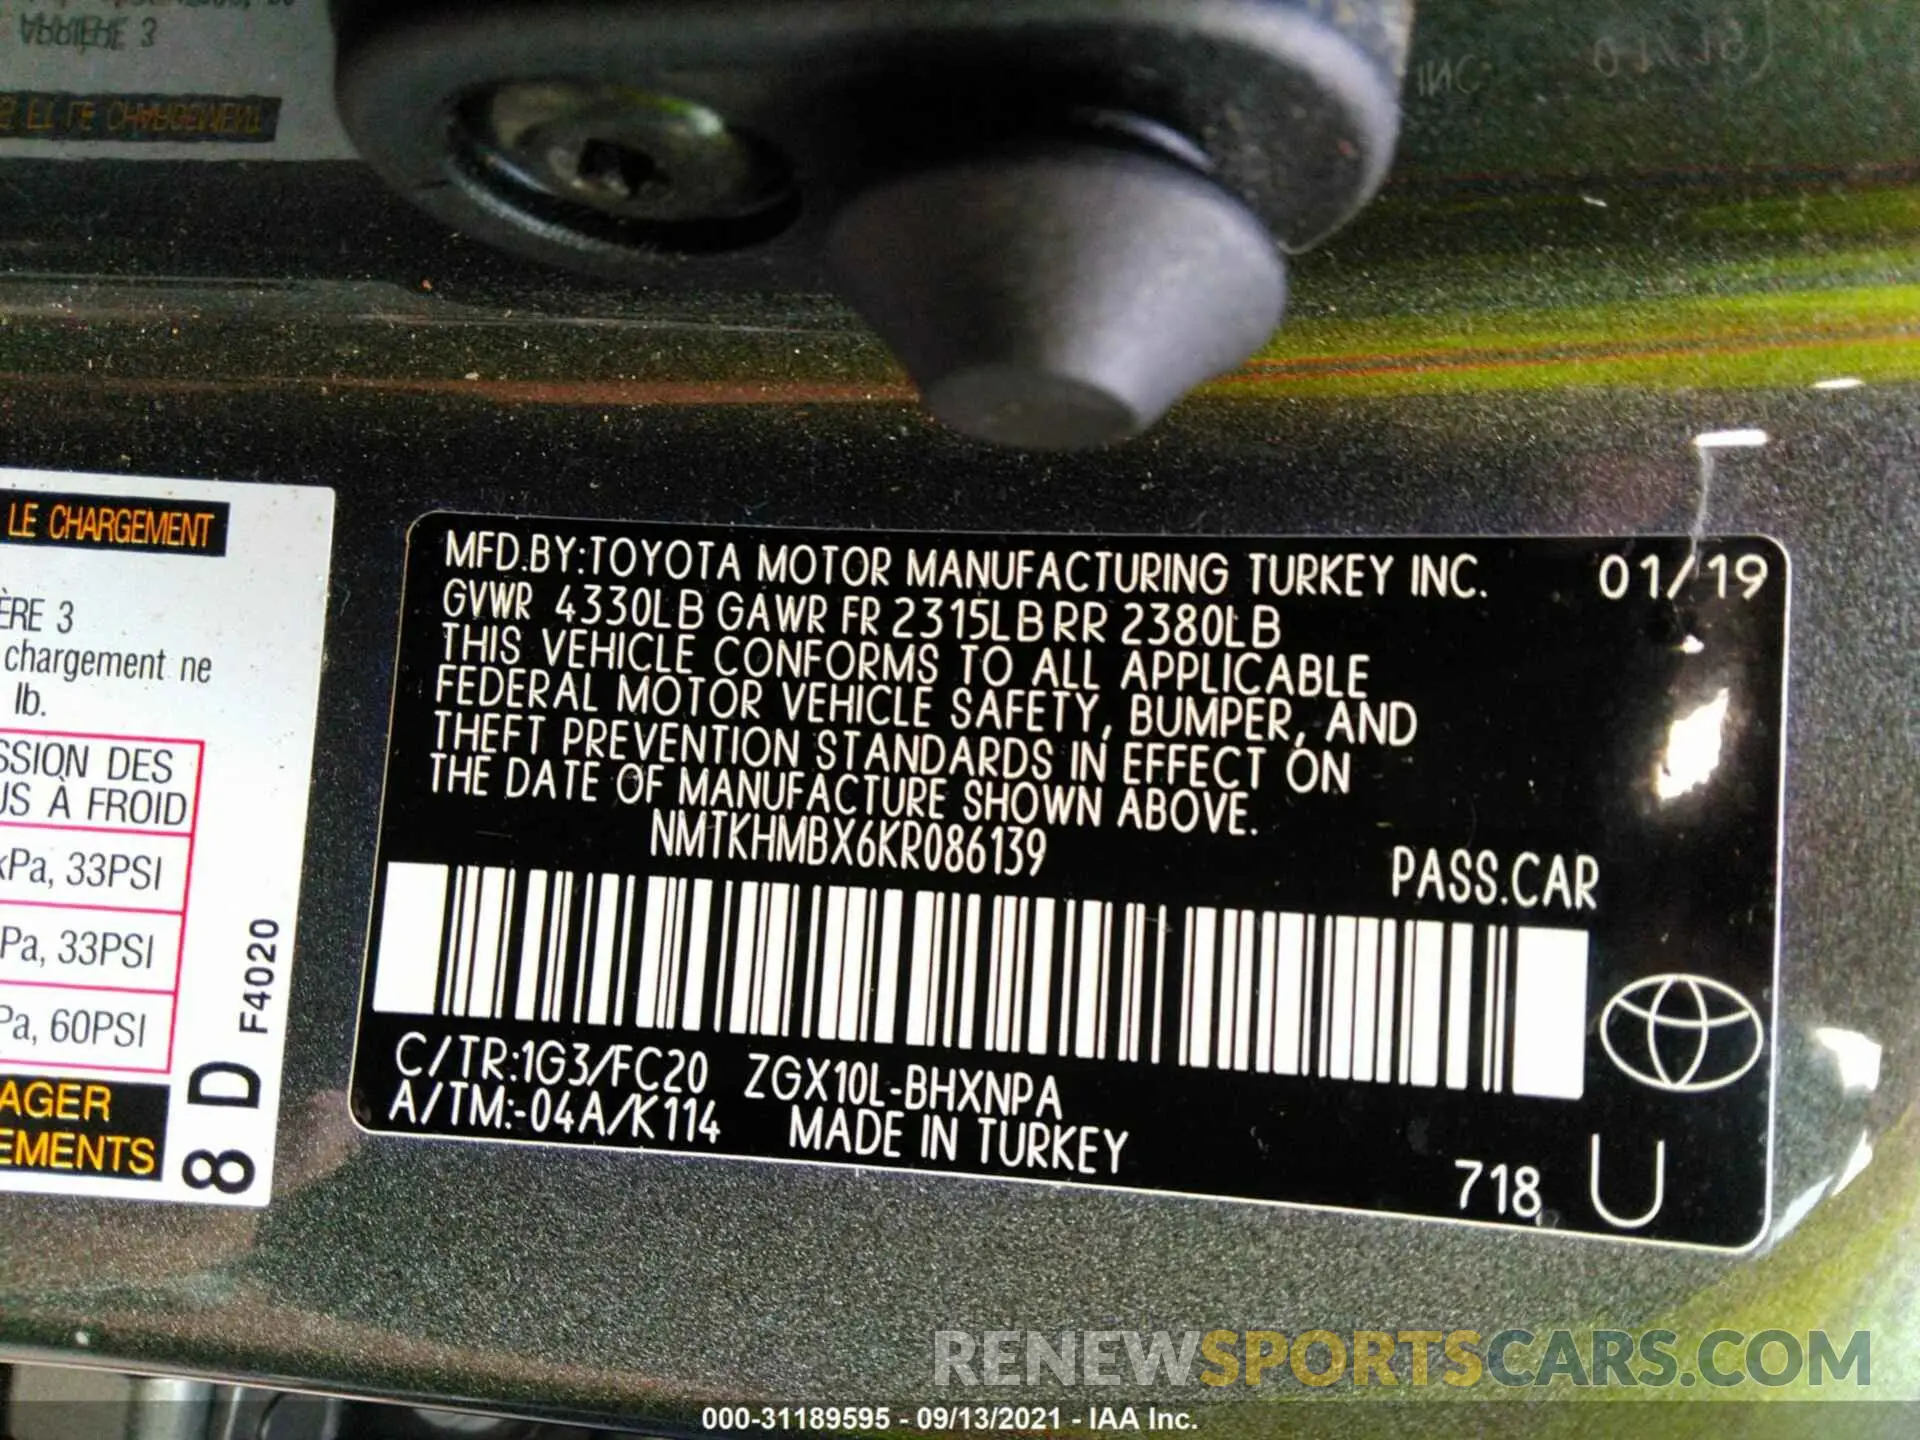 ARRIÈRE 3
ET LE CHARGEMENT
INC.
01/19
LE CHARGEMENT
ÈRE 3
chargement ne
lb.
SSION DES
US À FROID
kPa, 33PSI
Pa, 33PSI
Pa, 60PSI
AGER
EMENTS
8 D F4020
MFD.BY:TOYOTA MOTOR MANUFACTURING TURKEY INC. 01/19
GVWR 4330LB GAWR FR 2315LB RR 2380LB
THIS VEHICLE CONFORMS TO ALL APPLICABLE
FEDERAL MOTOR VEHICLE SAFETY, BUMPER, AND
THEFT PREVENTION STANDARDS IN EFFECT ON
THE DATE OF MANUFACTURE SHOWN ABOVE.
NMTKHMBX6KR086139
PASS.CAR
C/TR:1G3/FC20 ZGX10L-BHXNPA
A/TM:-04A/K114 MADE IN TURKEY
718 U
RENEWSPORTSCARS.COM
000-31189595 - 09/13/2021 - IAA Inc.